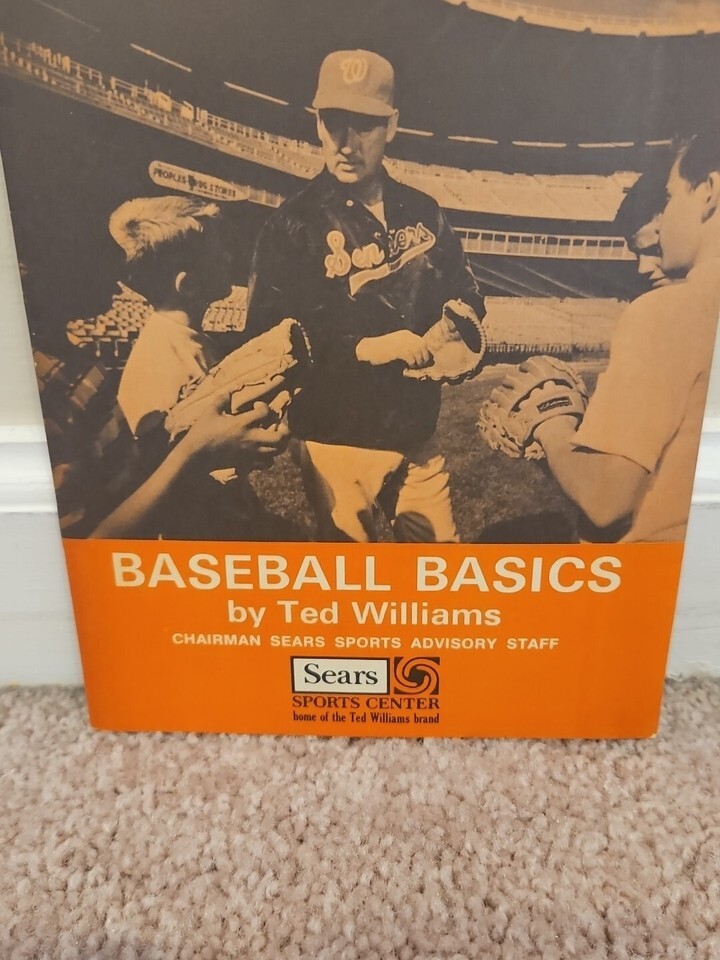 W
PEOPLES DRUG STORES
Senators
BASEBALL BASICS
by Ted Williams
CHAIRMAN SEARS SPORTS ADVISORY STAFF
Sears
SPORTS CENTER
home of the Ted Williams brand